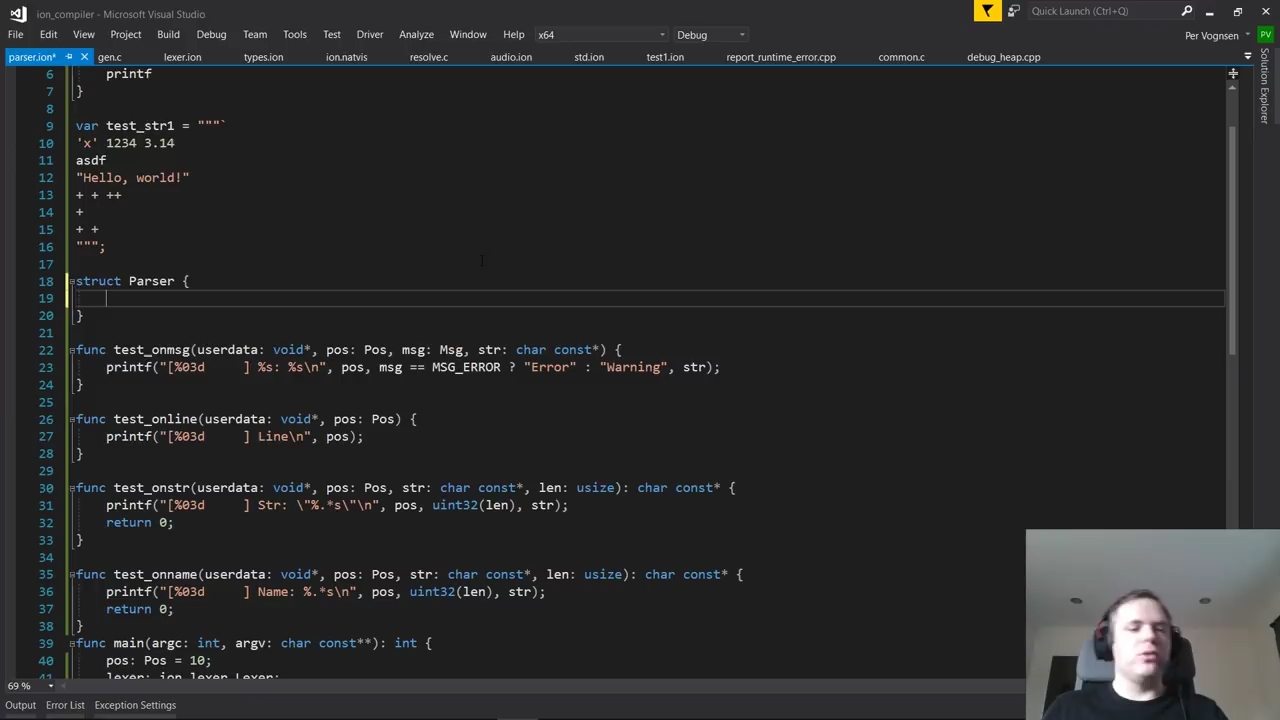 ion_compiler - Microsoft Visual Studio
Quick Launch (Ctrl+Q)
File Edit View Project Build Debug Team Tools Test Driver Analyze Window Help x64 Debug
Per Vognsen PV
parser.ion* gen.c lexer.ion types.ion ion.natvis resolve.c audio.ion std.ion test1.ion report_runtime_error.cpp common.c debug_heap.cpp
Solution Explorer
6 printf
7 }
8
9 var test_str1 = """`
10 'x' 1234 3.14
11 asdf
12 "Hello, world!"
13 + + ++
14 +
15 + +
16 """;
17
18 struct Parser {
19
20 }
21
22 func test_onmsg(userdata: void*, pos: Pos, msg: Msg, str: char const*) {
23 printf("[%03d     ] %s: %s\n", pos, msg == MSG_ERROR ? "Error" : "Warning", str);
24 }
25
26 func test_online(userdata: void*, pos: Pos) {
27 printf("[%03d     ] Line\n", pos);
28 }
29
30 func test_onstr(userdata: void*, pos: Pos, str: char const*, len: usize): char const* {
31 printf("[%03d     ] Str: \"%.*s\"\n", pos, uint32(len), str);
32 return 0;
33 }
34
35 func test_onname(userdata: void*, pos: Pos, str: char const*, len: usize): char const* {
36 printf("[%03d     ] Name: %.*s\n", pos, uint32(len), str);
37 return 0;
38 }
39 func main(argc: int, argv: char const**): int {
40 pos: Pos = 10;
41 lexer: ion_lexer.Lexer;
69 %
Output Error List Exception Settings